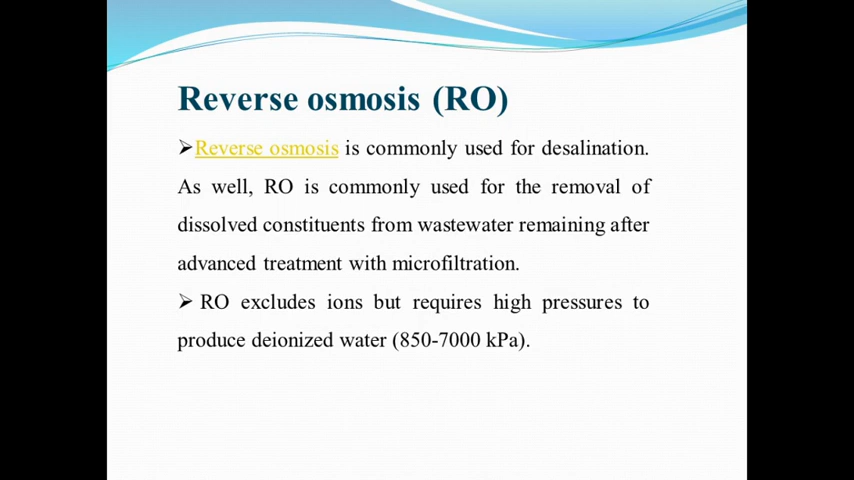 Reverse osmosis (RO)
➢Reverse osmosis is commonly used for desalination.
As well, RO is commonly used for the removal of
dissolved constituents from wastewater remaining after
advanced treatment with microfiltration.
➢ RO excludes ions but requires high pressures to
produce deionized water (850-7000 kPa).